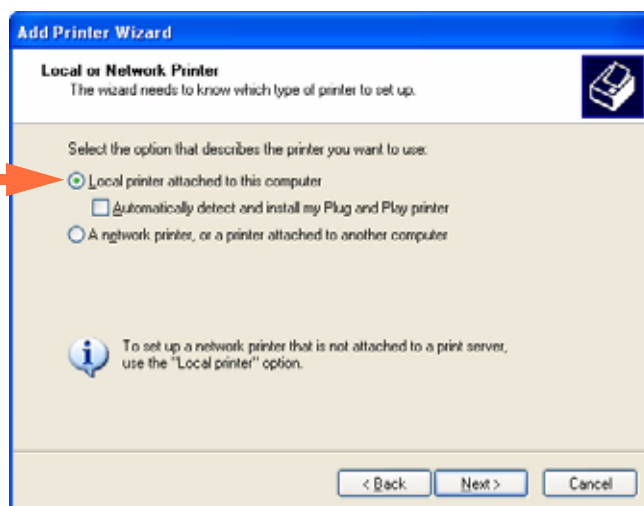 Add Printer Wizard
Local or Network Printer
The wizard needs to know which type of printer to set up.
Select the option that describes the printer you want to use:
Local printer attached to this computer
Automatically detect and install my Plug and Play printer
A network printer, or a printer attached to another computer
To set up a network printer that is not attached to a print server,
use the "Local printer" option.
< Back
Next >
Cancel